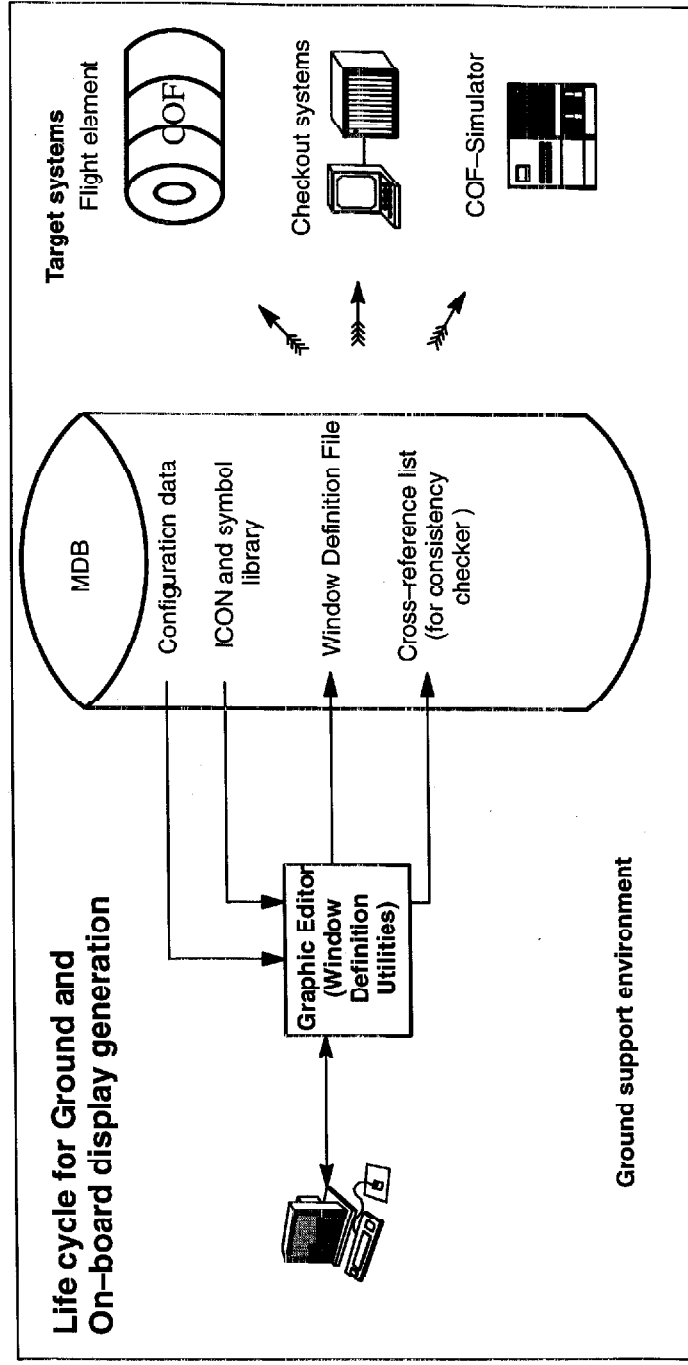 Life cycle for Ground and
On–board display generation
Graphic Editor
(Window
Definition
Utilities)
Ground support environment
MDB
Configuration data
ICON and symbol
library
Window Definition File
Cross–reference list
(for consistency
checker )
Target systems
Flight element
COF
Checkout systems
COF–Simulator